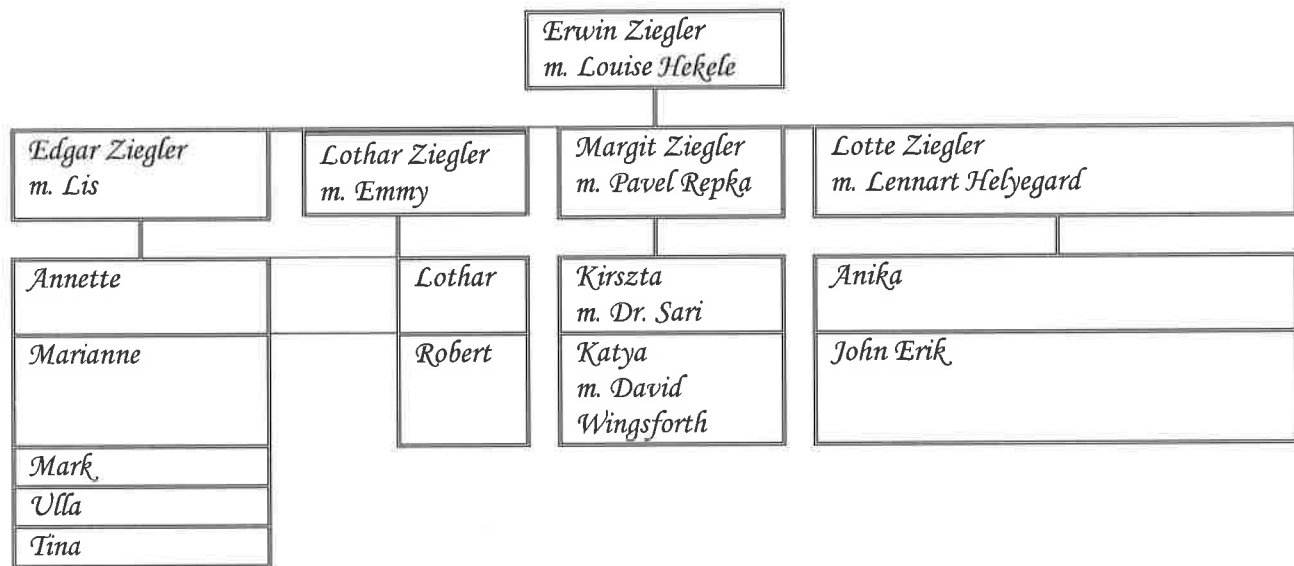 Erwin Ziegler
m. Louise Hekele
Edgar Ziegler
m. Lis
Lothar Ziegler
m. Emmy
Margit Ziegler
m. Pavel Repka
Lotte Ziegler
m. Lennart Helyegard
Annette
Marianne
Mark
Ulla
Tina
Lothar
Robert
Kirszta
m. Dr. Sari
Katya
m. David
Wingsforth
Anika
John Erik